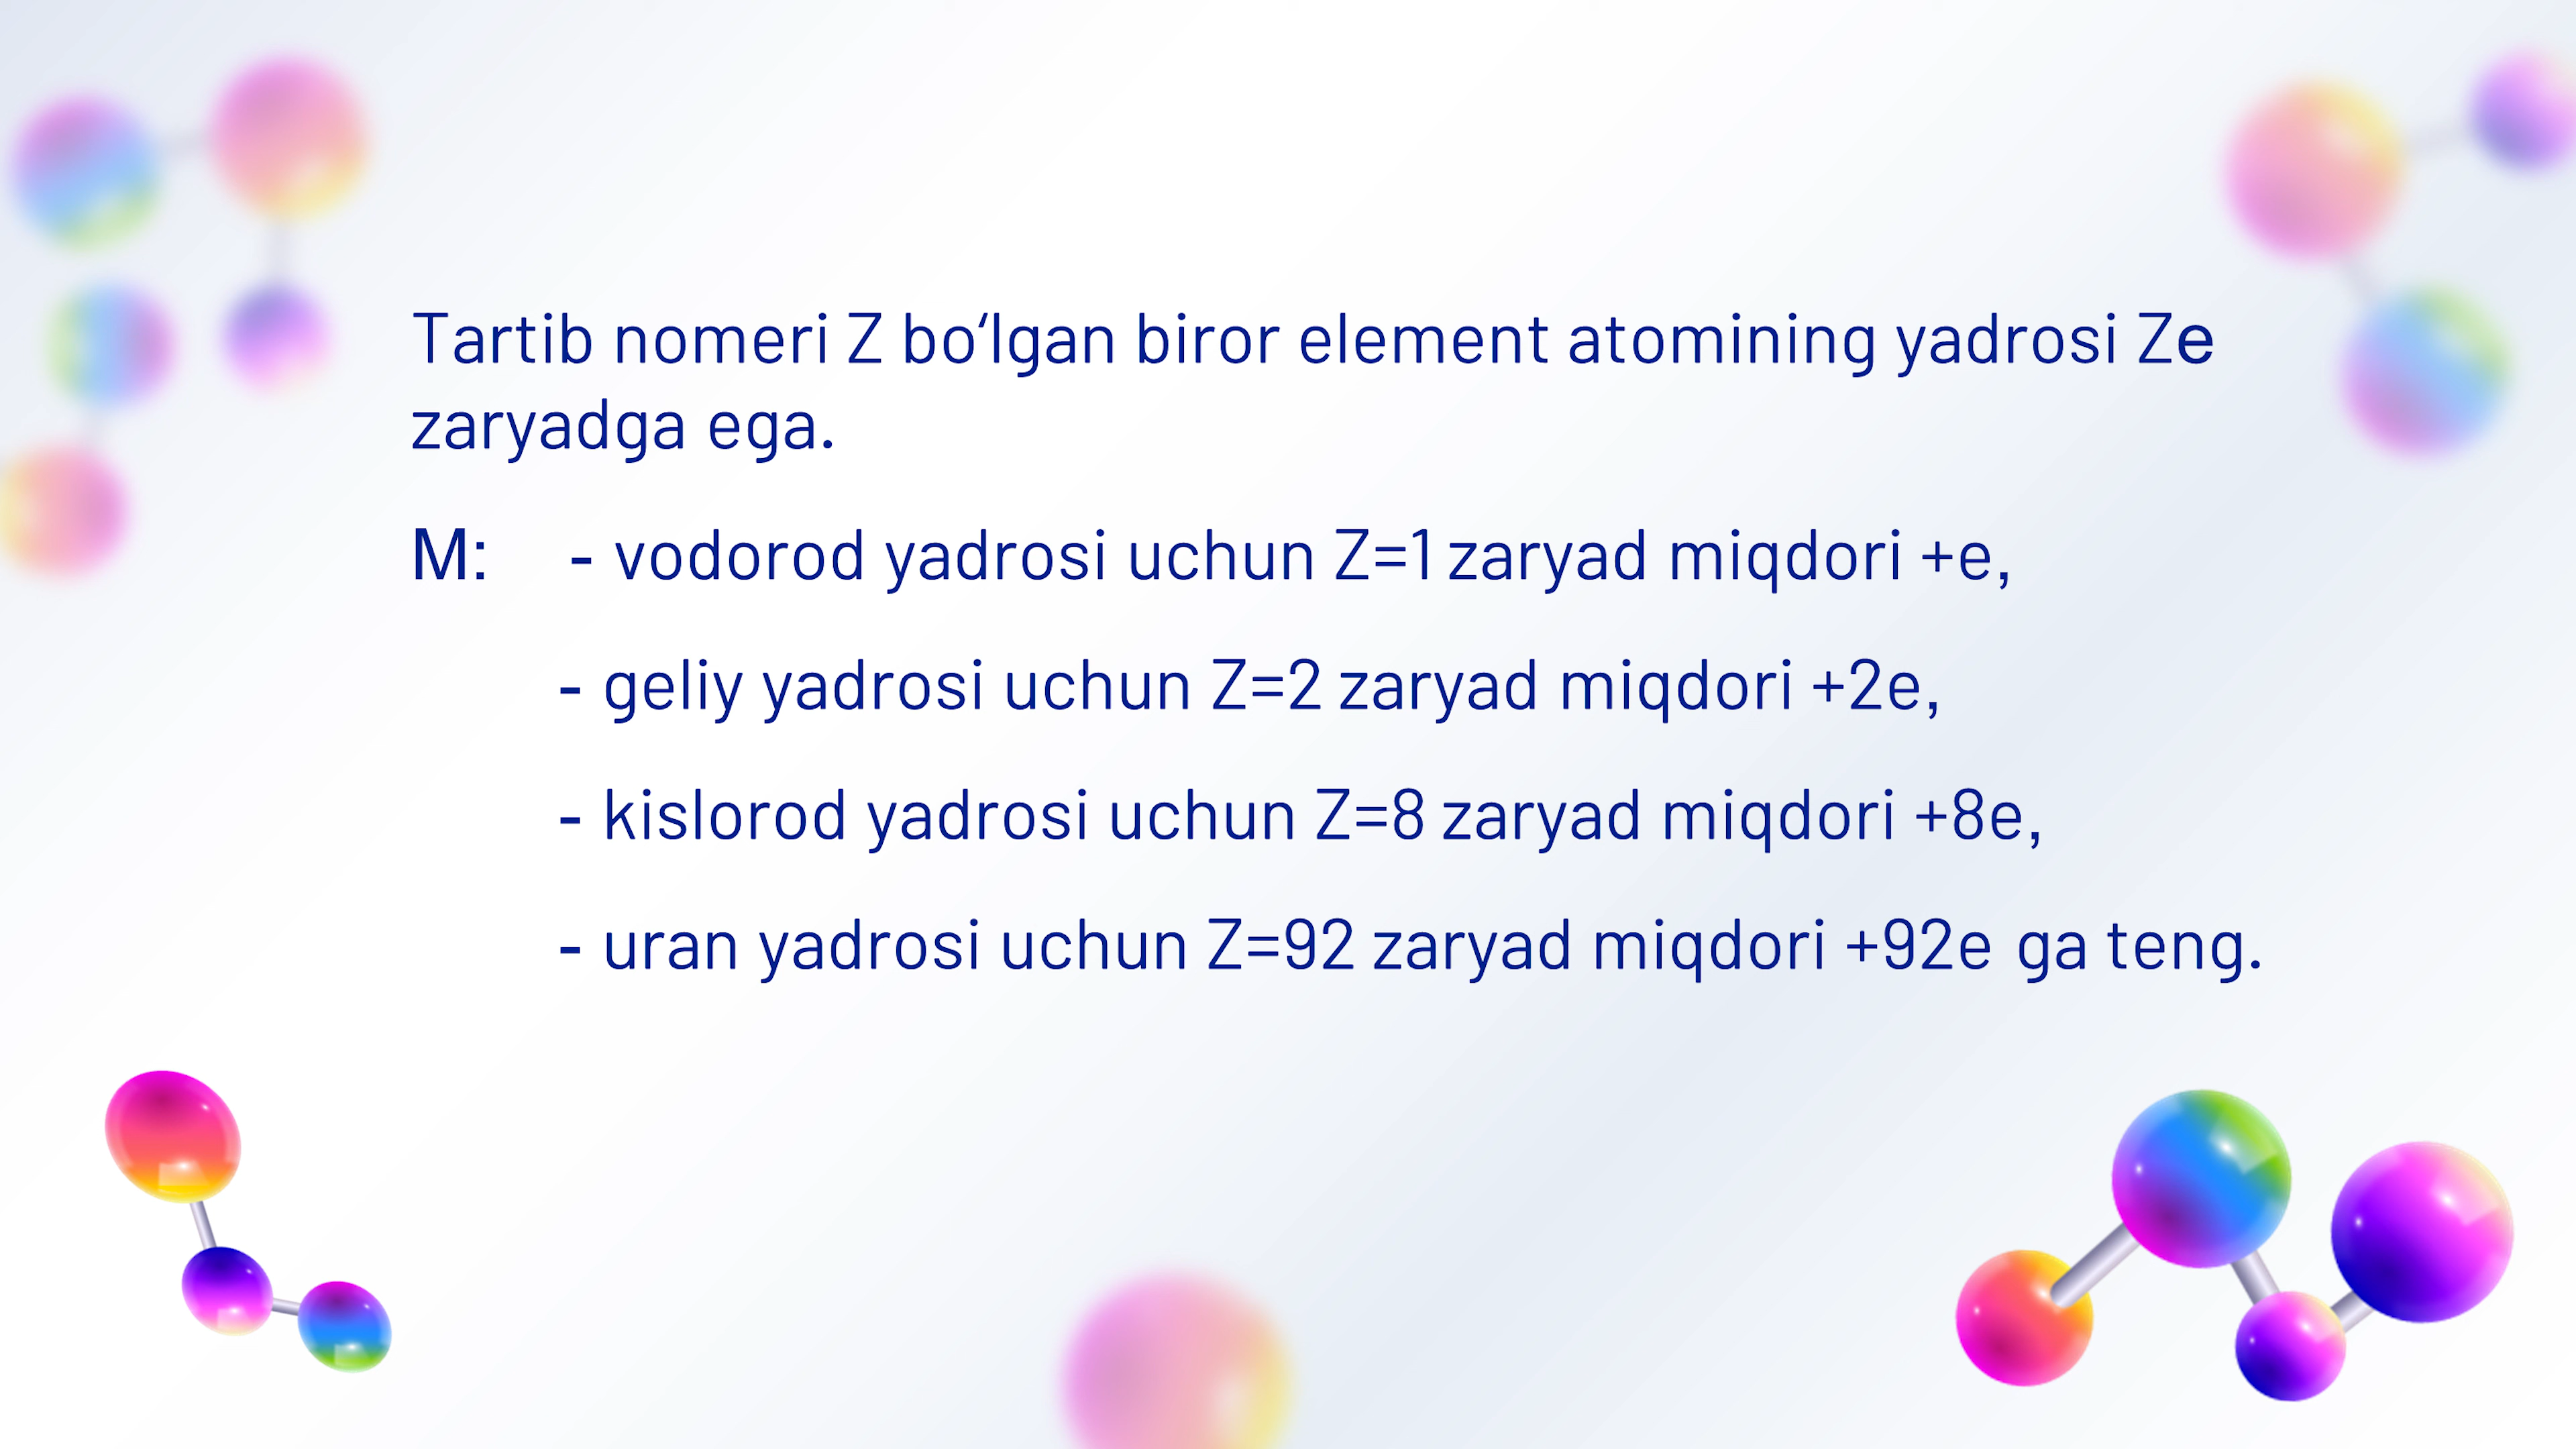 Tartib nomeri Z bo‘lgan biror element atomining yadrosi Ze
zaryadga ega.
M: - vodorod yadrosi uchun Z=1 zaryad miqdori +e,
- geliy yadrosi uchun Z=2 zaryad miqdori +2e,
- kislorod yadrosi uchun Z=8 zaryad miqdori +8e,
- uran yadrosi uchun Z=92 zaryad miqdori +92e ga teng.